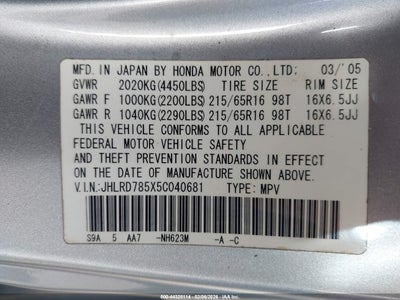 MFD. IN JAPAN BY HONDA MOTOR CO., LTD: 03/'05
GVWR 2020KG(4450LBS) TIRE SIZE RIM SIZE
GAWR F 1000KG(2200LBS) 215/65R16 98T 16X6.5JJ
GAWR R 1040KG(2290LBS) 215/65R16 98T 16X6.5JJ
THIS VEHICLE CONFORMS TO ALL APPLICABLE
FEDERAL MOTOR VEHICLE SAFETY
AND THEFT PREVENTION STANDARDS IN EFFECT
ON THE DATE OF MANUFACTURE SHOWN ABOVE.
V.I.N:JHLRD785X5C040681 TYPE: MPV
S9A 5 AA7 -NH623M -A -C